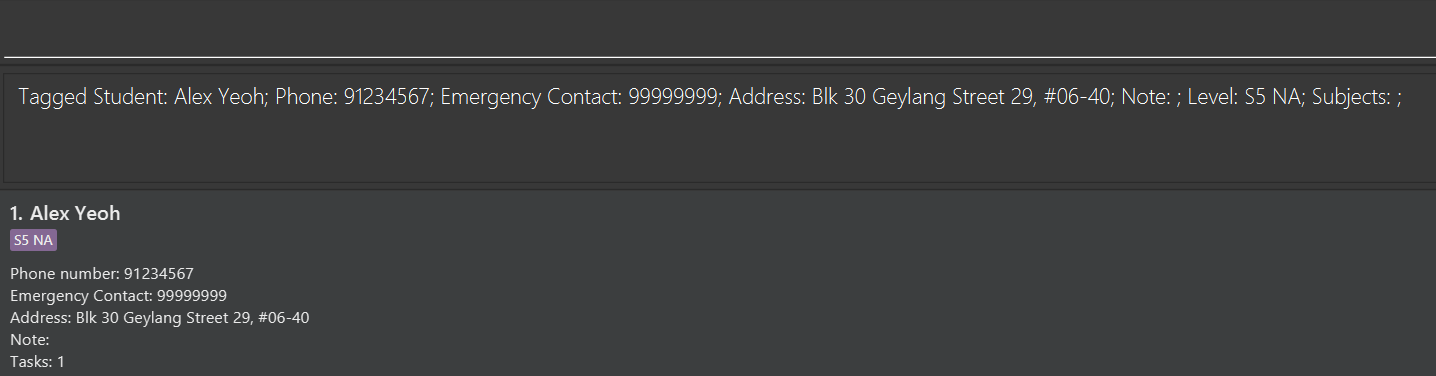 Tagged Student: Alex Yeoh; Phone: 91234567; Emergency Contact: 99999999; Address: Blk 30 Geylang Street 29, #06-40; Note: ; Level: S5 NA; Subjects: ;
1. Alex Yeoh
S5 NA
Phone number: 91234567
Emergency Contact: 99999999
Address: Blk 30 Geylang Street 29, #06-40
Note:
Tasks: 1